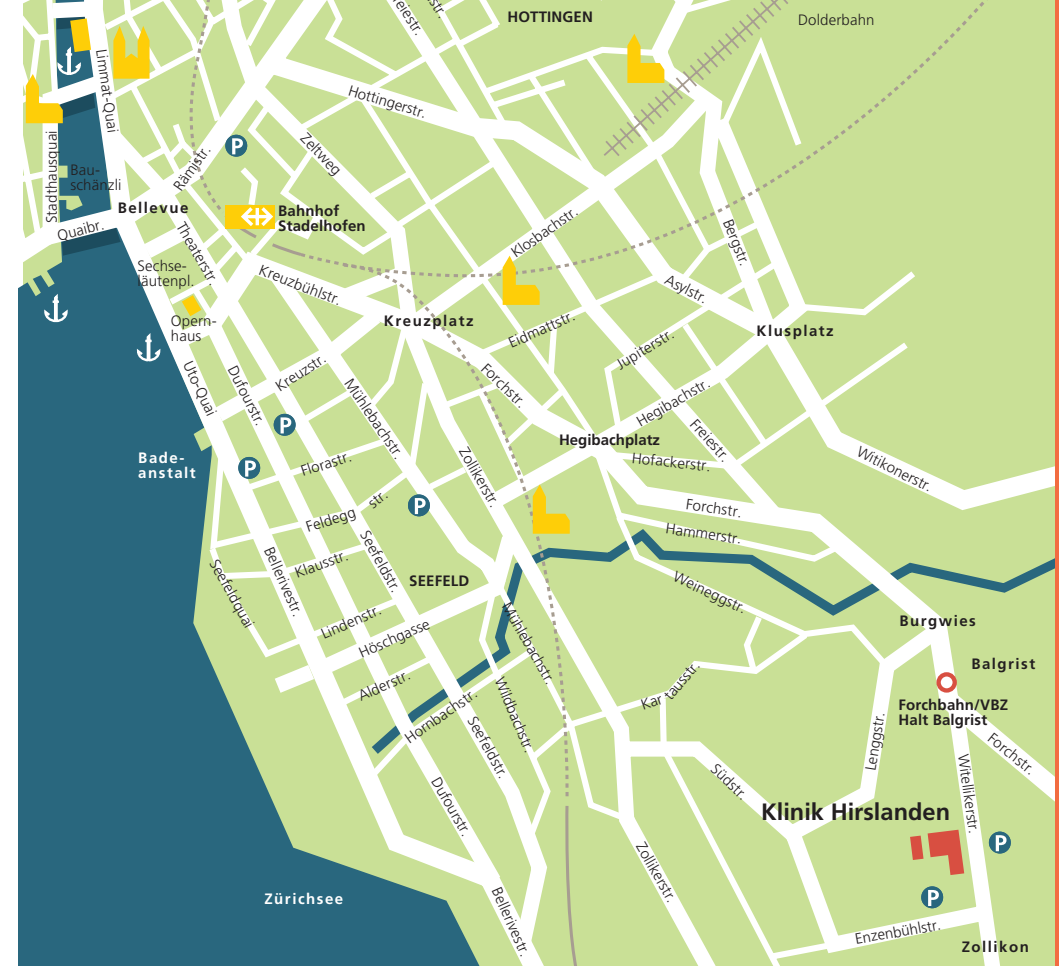 HOTTINGEN
Dolderbahn
Freiestr.
str.
Limmat-Quai
Hottingerstr.
P
Zeltweg
Rämistr.
Stadthausquai
Bau-
schänzli
Bellevue
Bahnhof
Stadelhofen
Quaibr.
Theaterstr.
Klosbachstr.
Bergstr.
Sechse-
läutenpl.
Kreuzbühlstr.
Asylstr.
Opern-
haus
Kreuzplatz
Eidmattstr.
Klusplatz
Jupiterstr.
Uto-Quai
Dufourstr.
Kreuzstr.
Mühlebachstr.
Forchstr.
Hegibachstr.
P
Freiestr.
Hegibachplatz
Bade-
anstalt
P
Florastr.
Zollikerstr.
Hofackerstr.
Witikonerstr.
Feldegg str.
P
Forchstr.
Hammerstr.
Bellerivestr.
Klausstr.
Seefeldstr.
SEEFELD
Seefeldquai
Weineggstr.
Lindenstr.
Höschgasse
Mühlebachstr.
Burgwies
Balgrist
Alderstr.
Kartausstr.
Hornbachstr.
Wildbachstr.
Seefeldstr.
Forchbahn/VBZ
Halt Balgrist
Lenggstr.
Forchstr.
Südstr.
Witellikerstr.
Dufourstr.
Klinik Hirslanden
P
Zollikerstr.
P
Zürichsee
Bellerivestr.
Enzenbühlstr.
Zollikon